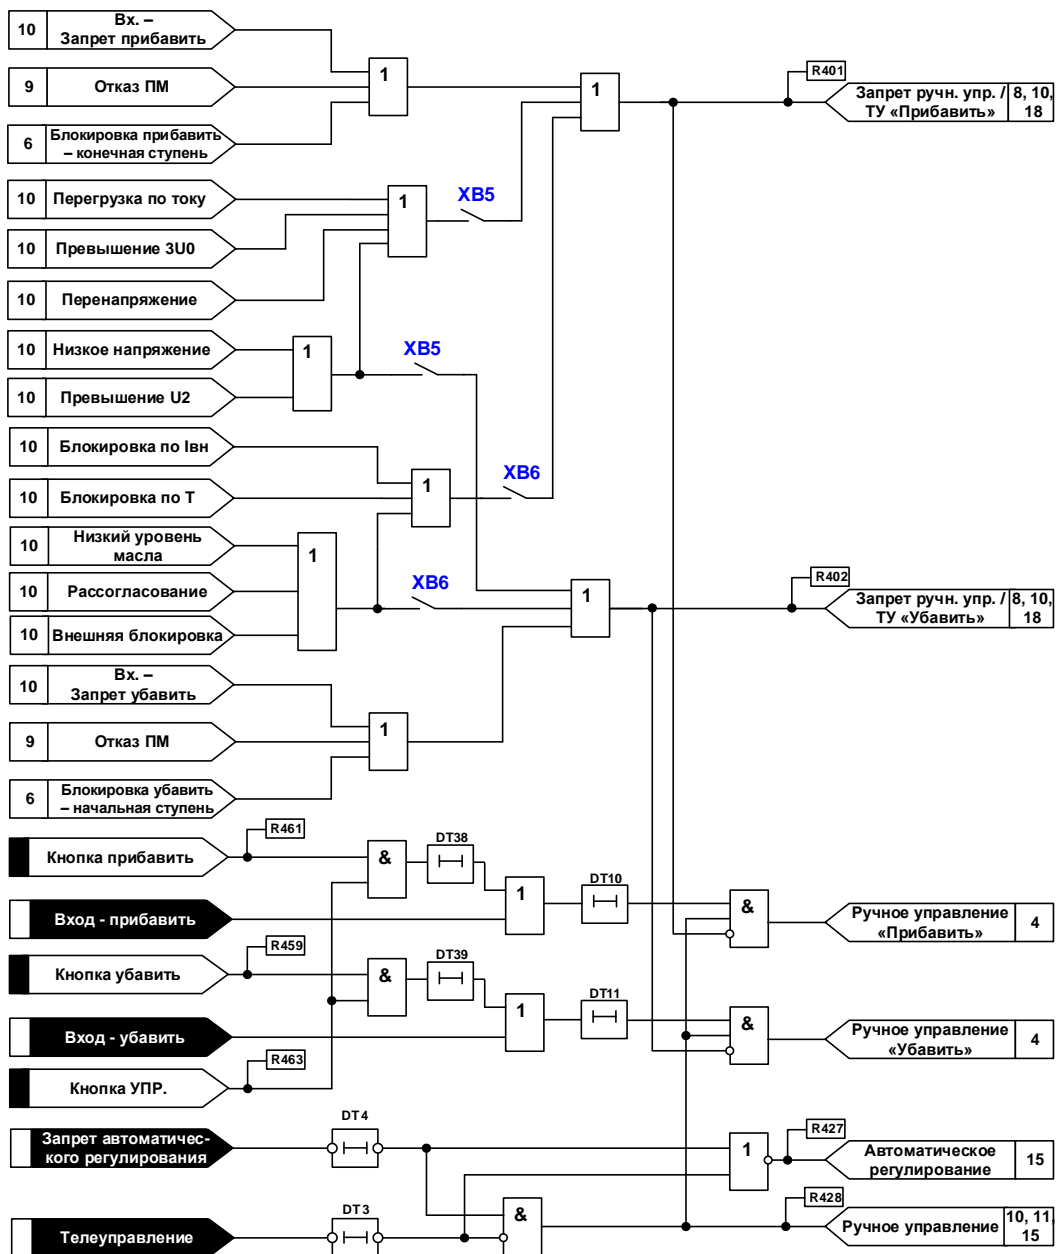 10
Вх. –
Запрет прибавить
9
Отказ ПМ
6
Блокировка прибавить
– конечная ступень
1
1
R401
Запрет ручн. упр. /
ТУ «Прибавить»
8, 10,
18
10
Перегрузка по току
10
Превышение 3U0
10
Перенапряжение
1
XB5
10
Низкое напряжение
10
Превышение U2
1
XB5
10
Блокировка по Iвн
10
Блокировка по Т
1
XB6
10
Низкий уровень
масла
10
Рассогласование
10
Внешняя блокировка
1
XB6
1
R402
Запрет ручн. упр. /
ТУ «Убавить»
8, 10,
18
10
Вх. –
Запрет убавить
9
Отказ ПМ
6
Блокировка убавить
– начальная ступень
1
R461
Кнопка прибавить
&
DT38
Вход - прибавить
1
DT10
&
Ручное управление
«Прибавить»
4
R459
Кнопка убавить
&
DT39
Вход - убавить
1
DT11
&
Ручное управление
«Убавить»
4
R463
Кнопка УПР.
Запрет автоматичес-
кого регулирования
DT4
1
R427
Автоматическое
регулирование
15
Телеуправление
DT3
&
R428
Ручное управление
10, 11,
15